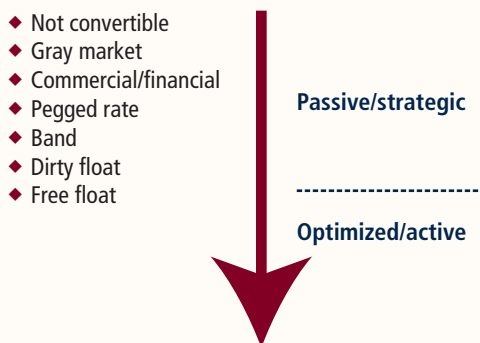 ◆ Not convertible
◆ Gray market
◆ Commercial/financial
◆ Pegged rate
◆ Band
◆ Dirty float
◆ Free float
Passive/strategic
Optimized/active